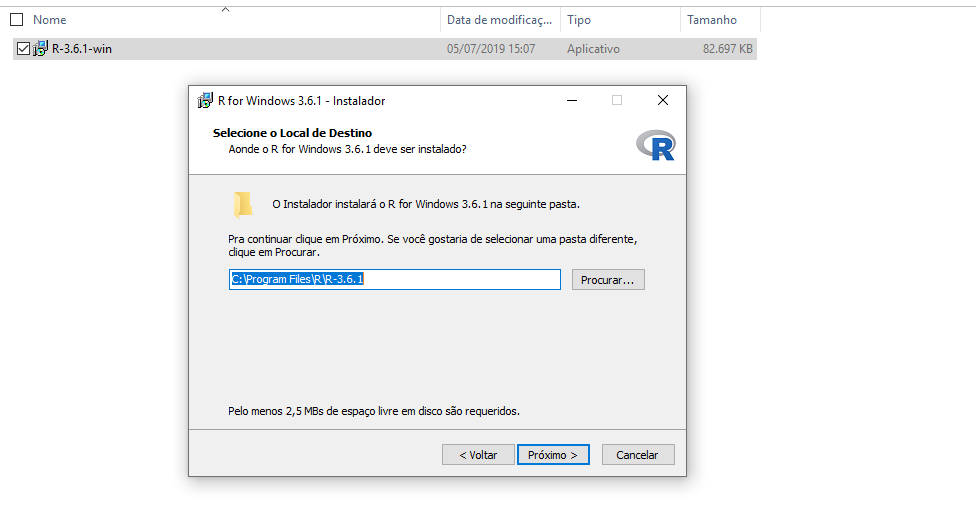 Nome Data de modificaç... Tipo Tamanho
R-3.6.1-win 05/07/2019 15:07 Aplicativo 82.697 KB
R for Windows 3.6.1 - Instalador
Selecione o Local de Destino
Aonde o R for Windows 3.6.1 deve ser instalado?
R
O Instalador instalará o R for Windows 3.6.1 na seguinte pasta.
Pra continuar clique em Próximo. Se você gostaria de selecionar uma pasta diferente,
clique em Procurar.
C:\Program Files\R\R-3.6.1 Procurar...
Pelo menos 2,5 MBs de espaço livre em disco são requeridos.
< Voltar Próximo > Cancelar